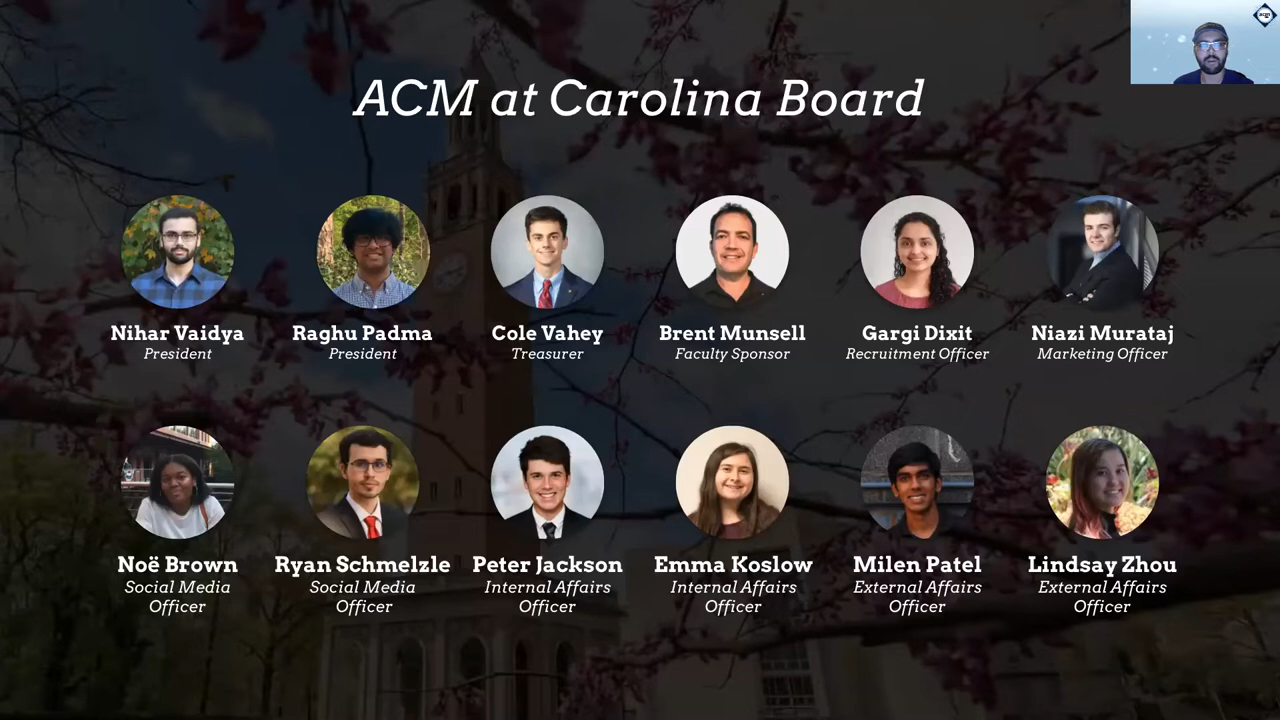 acm
ACM at Carolina Board
Nihar Vaidya
President
Raghu Padma
President
Cole Vahey
Treasurer
Brent Munsell
Faculty Sponsor
Gargi Dixit
Recruitment Officer
Niazi Murataj
Marketing Officer
Noë Brown
Social Media
Officer
Ryan Schmelzle
Social Media
Officer
Peter Jackson
Internal Affairs
Officer
Emma Koslow
Internal Affairs
Officer
Milen Patel
External Affairs
Officer
Lindsay Zhou
External Affairs
Officer